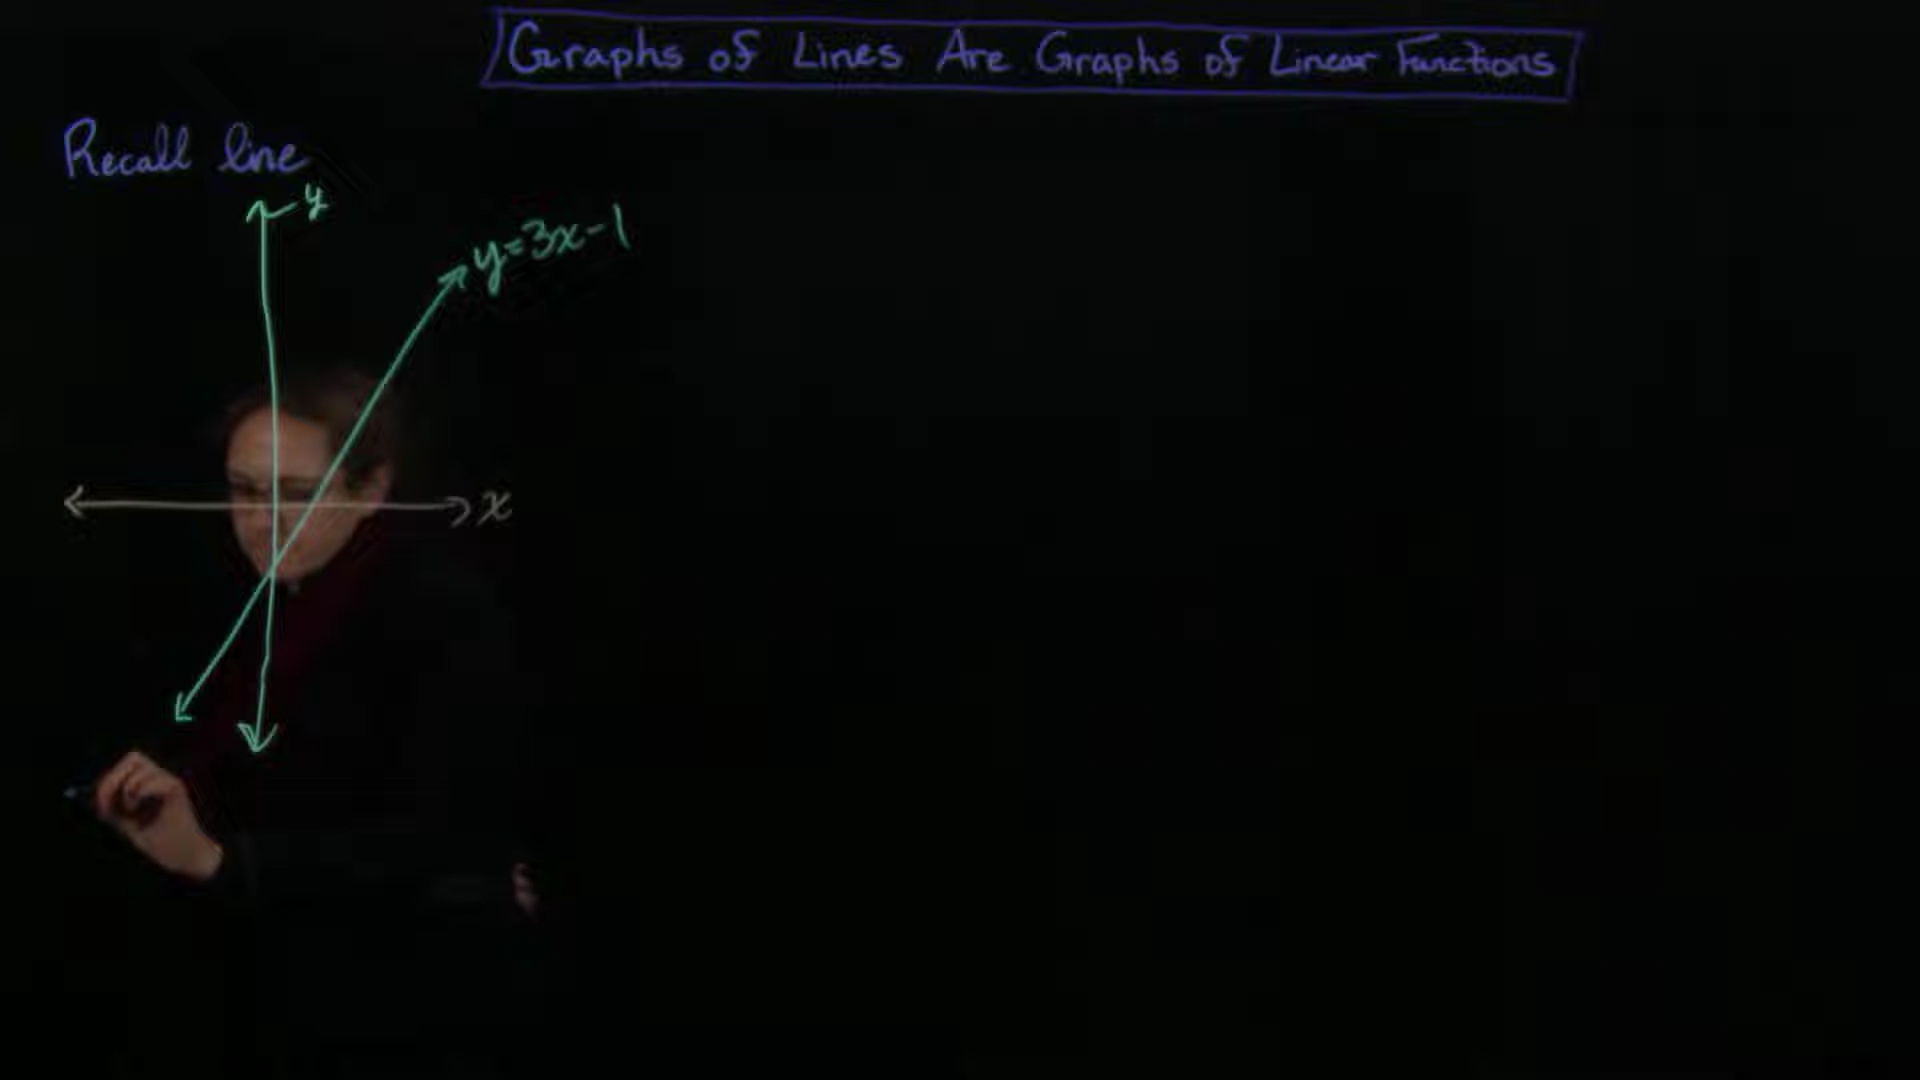 Graphs of Lines Are Graphs of Linear Functions
Recall line
y
y=3x-1
x